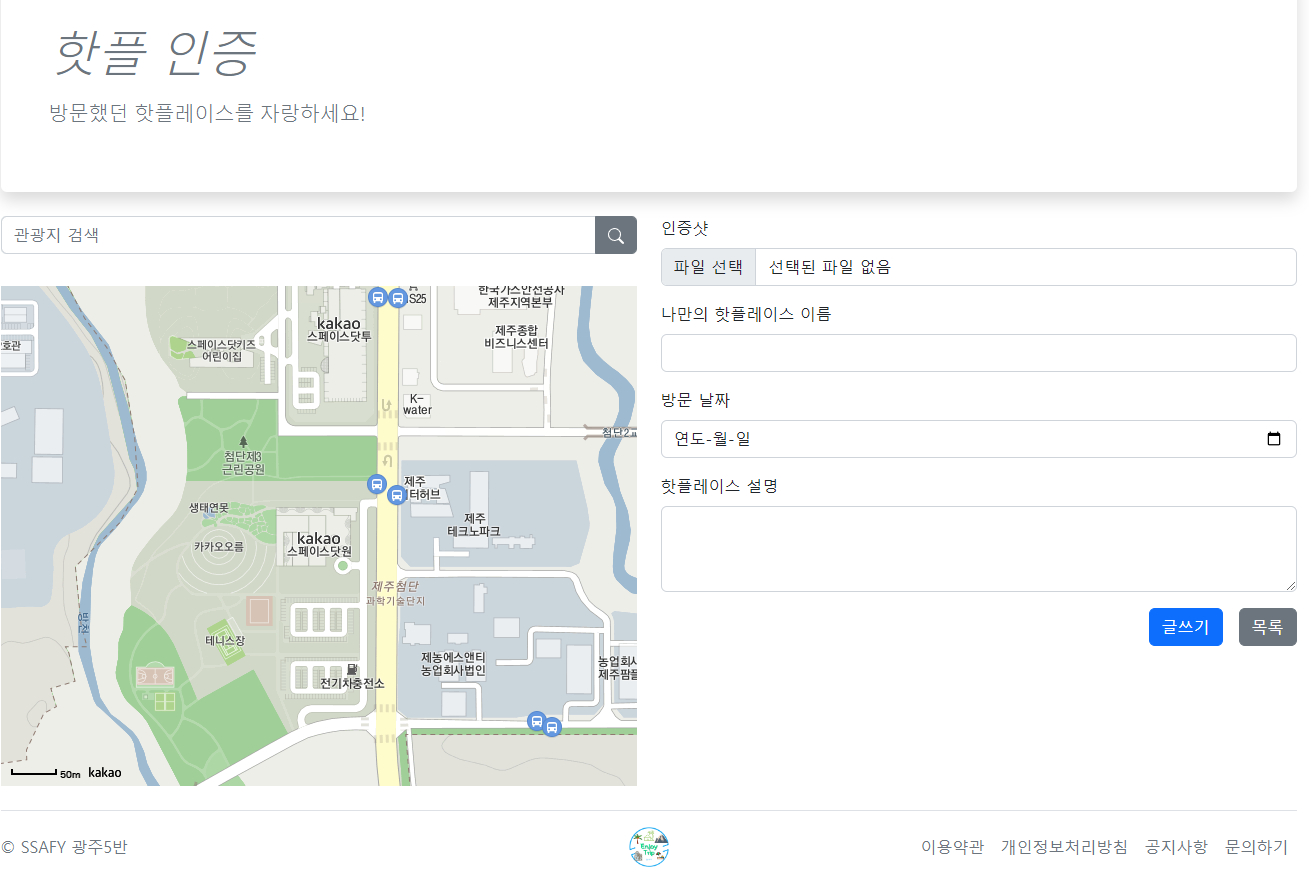 핫플 인증
방문했던 핫플레이스를 자랑하세요!
관광지 검색
S25
한국가스안전공사
제주지역본부
kakao
스페이스닷투
제주종합
비즈니스센터
스페이스닷키즈
어린이집
호관
K-
water
첨단2
첨단제3
근린공원
제주
터허브
생태연못
제주
테크노파크
kakao
스페이스닷원
카카오오름
제주첨단
과학기술단지
테니스장
제농에스앤티
농업회사법인
농업회사
제주팜플
전기차충전소
50m kakao
인증샷
파일 선택 선택된 파일 없음
나만의 핫플레이스 이름
방문 날짜
연도-월-일
핫플레이스 설명
글쓰기 목록
© SSAFY 광주5반
Enjoy
Trip
이용약관 개인정보처리방침 공지사항 문의하기